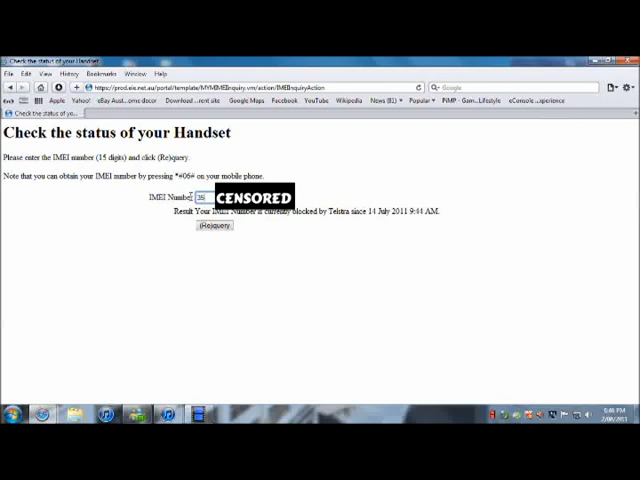 Check the status of your Handset
File Edit View History Bookmarks Window Help
https://prod.eie.net.au/portal/template/MYMIMEIInquiry.vm/action/IMEIInquiryAction
Google
Apple Yahoo! eBay Aust...ome decor Download...rent site Google Maps Facebook YouTube Wikipedia News (81) Popular PiMP - Gam...Lifestyle eConsole ...xperience
Check the status of yo...
Check the status of your Handset
Please enter the IMEI number (15 digits) and click (Re)query.
Note that you can obtain your IMEI number by pressing *#06# on your mobile phone.
IMEI Number 35 CENSORED
Result Your IMEI Number is currently blocked by Telstra since 14 July 2011 9:44 AM.
(Re)query
2/08/2011